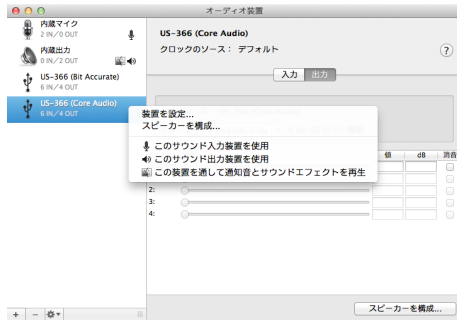 オーディオ装置
内蔵マイク
2 IN／0 OUT
内蔵出力
0 IN／2 OUT
US-366 (Bit Accurate)
6 IN／4 OUT
US-366 (Core Audio)
6 IN／4 OUT
US-366 (Core Audio)
クロックのソース： デフォルト
?
入力 出力
装置を設定...
スピーカーを構成...
このサウンド入力装置を使用
このサウンド出力装置を使用
この装置を通して通知音とサウンドエフェクトを再生
値 dB 消音
2:
3:
4:
+ −
スピーカーを構成...